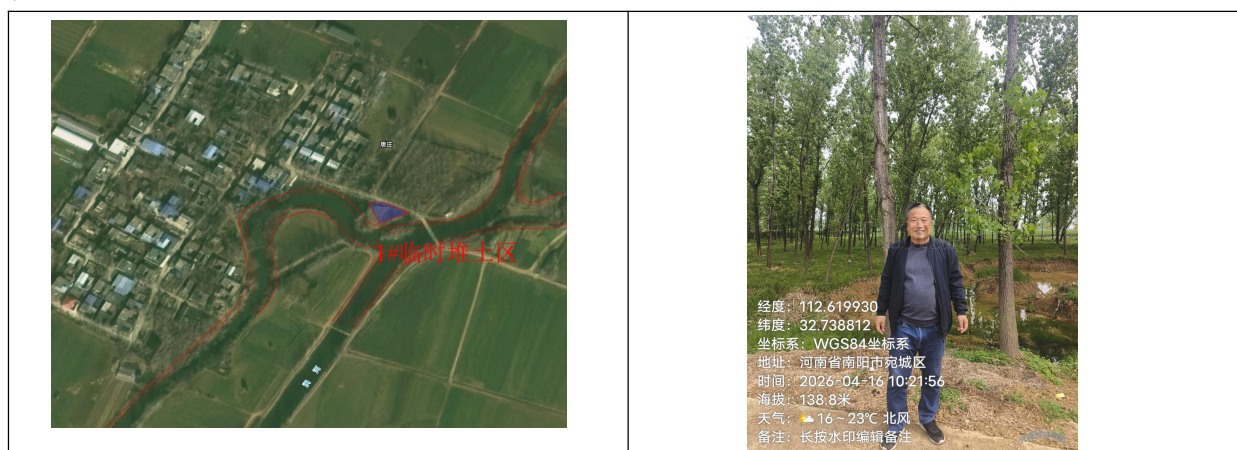 唐庄
1#临时堆土区
经度：112.619930
纬度：32.738812
坐标系：WGS84坐标系
地址：河南省南阳市宛城区
时间：2026-04-16 10:21:56
海拔：138.8米
天气：16~23℃ 北风
备注：长按水印编辑备注